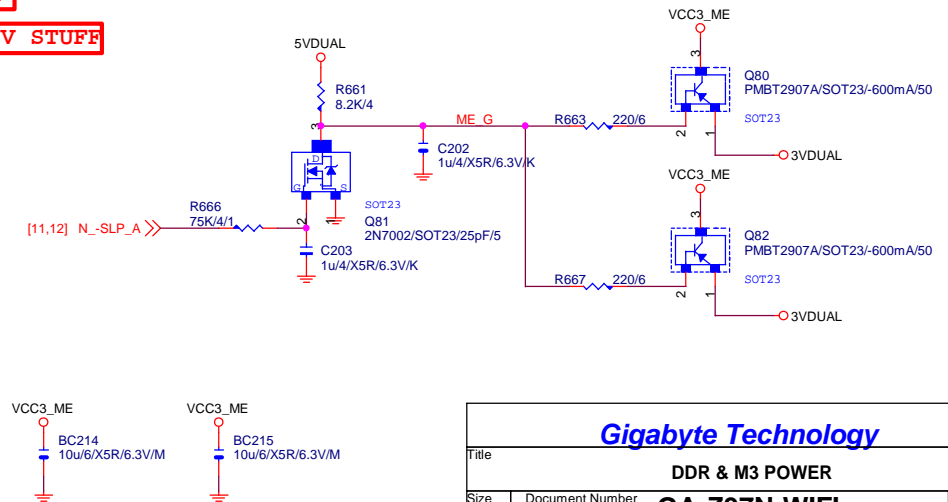 V STUFF
5VDUAL
R661
8.2K/4
3
ME_G
C202
1u/4/X5R/6.3V/K
D
G
S
SOT23
Q81
2N7002/SOT23/25pF/5
2
1
R666
75K/4/1
[11,12] N_-SLP_A
C203
1u/4/X5R/6.3V/K
VCC3_ME
3
Q80
PMBT2907A/SOT23/-600mA/50
SOT23
R663
220/6
2
1
3VDUAL
VCC3_ME
3
Q82
PMBT2907A/SOT23/-600mA/50
SOT23
R667
220/6
2
1
3VDUAL
VCC3_ME
BC214
10u/6/X5R/6.3V/M
VCC3_ME
BC215
10u/6/X5R/6.3V/M
Gigabyte Technology
Title
DDR & M3 POWER
Size
Document Number